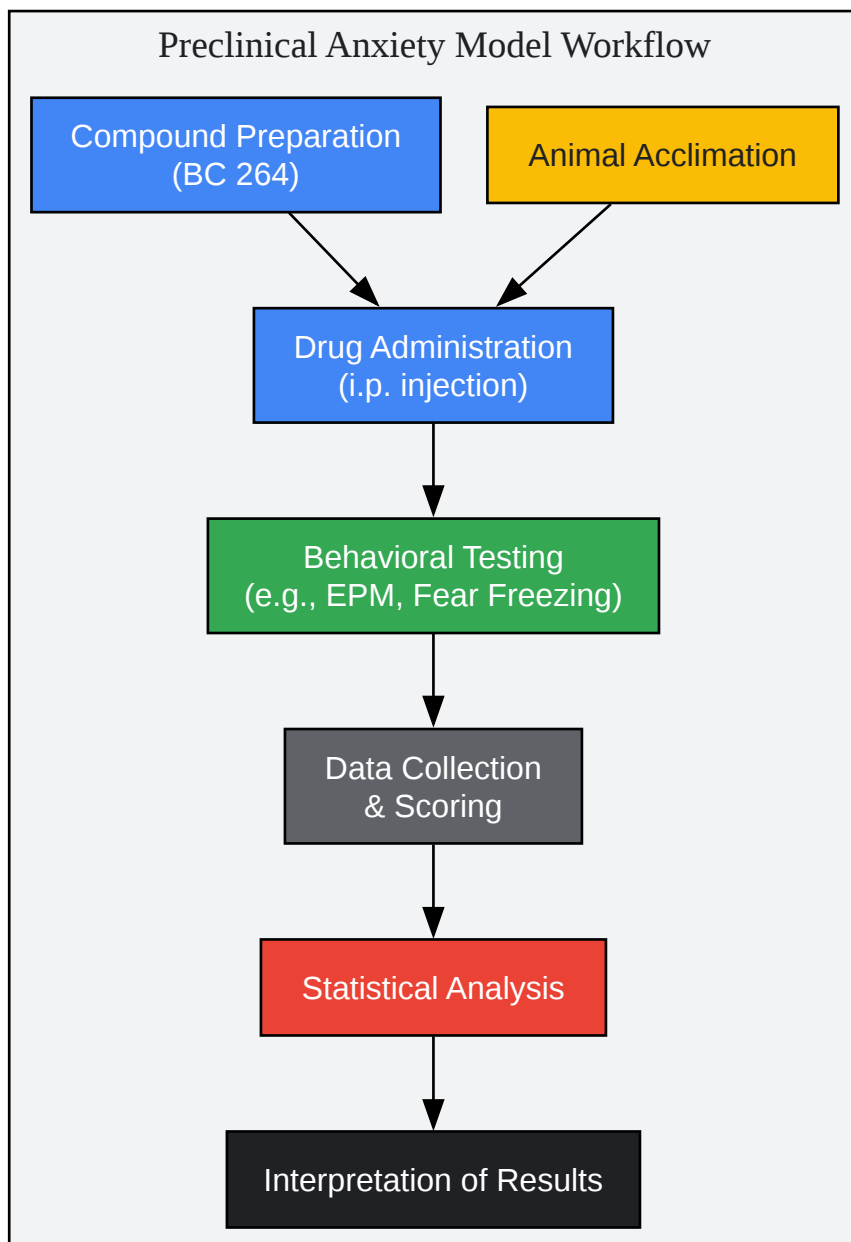 Preclinical Anxiety Model Workflow
Compound Preparation
(BC 264)
Animal Acclimation
Drug Administration
(i.p. injection)
Behavioral Testing
(e.g., EPM, Fear Freezing)
Data Collection
& Scoring
Statistical Analysis
Interpretation of Results